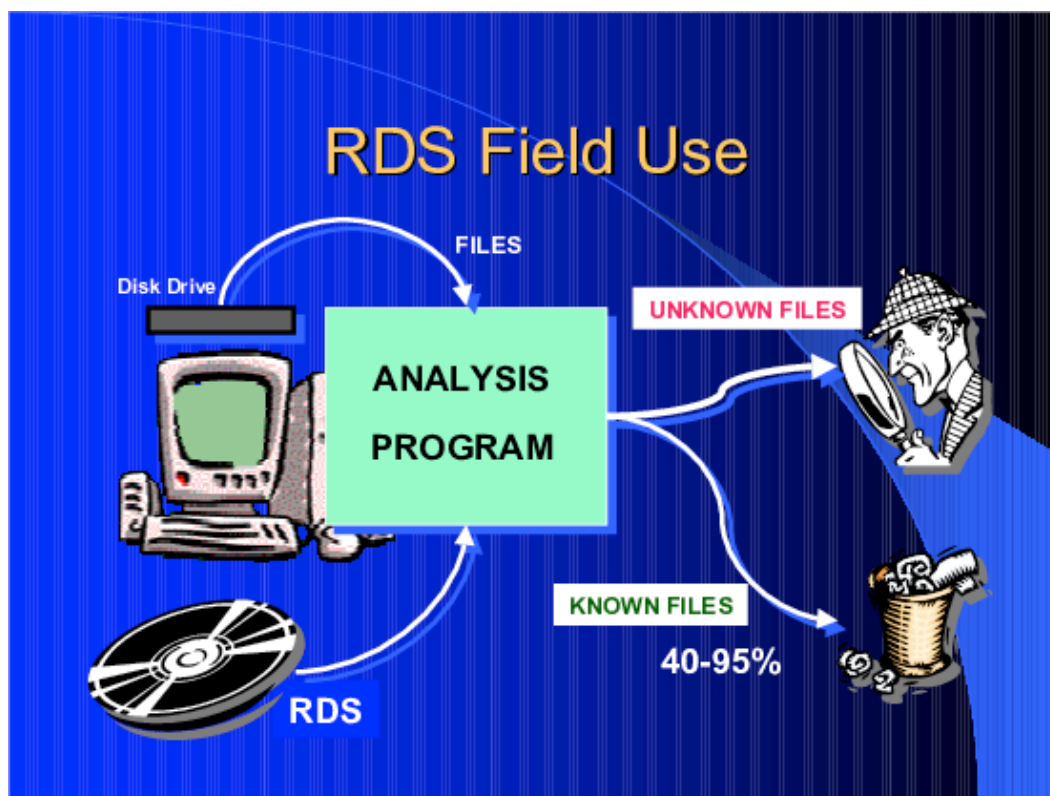 RDS Field Use
FILES
Disk Drive
UNKNOWN FILES
ANALYSIS
PROGRAM
KNOWN FILES
40-95%
RDS